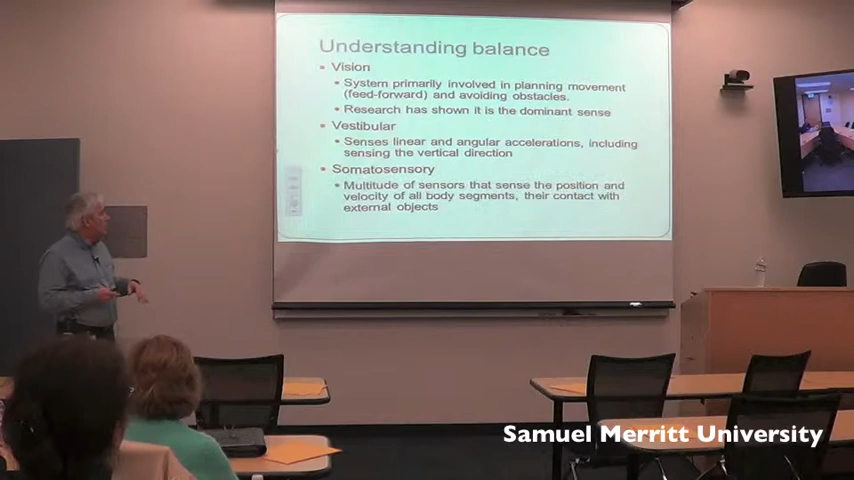 Understanding balance
• Vision
• System primarily involved in planning movement
(feed-forward) and avoiding obstacles.
• Research has shown it is the dominant sense
• Vestibular
• Senses linear and angular accelerations, including
sensing the vertical direction
• Somatosensory
• Multitude of sensors that sense the position and
velocity of all body segments, their contact with
external objects
Samuel Merritt University